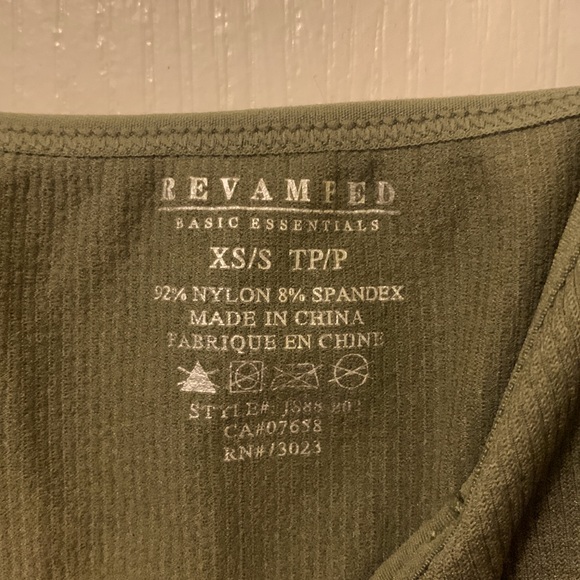 REVAMPED
BASIC ESSENTIALS
XS/S TP/P
92% NYLON 8% SPANDEX
MADE IN CHINA
FABRIQUE EN CHINE
STYLE#:
CA#07658
RN#73023